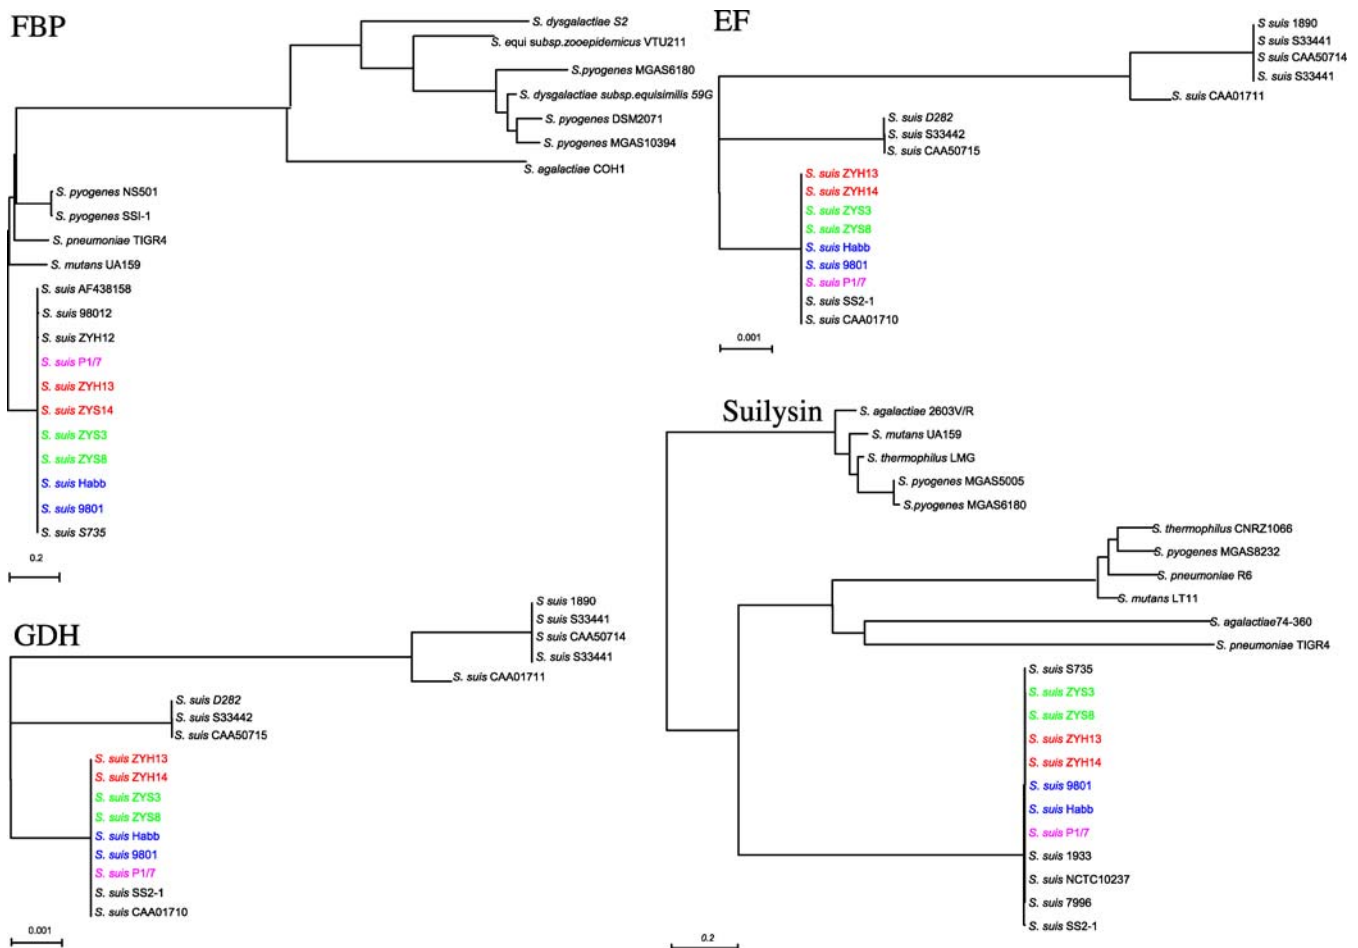 FBP
S. dysgalactiae S2
S. equi subsp.zooepidemicus VTU211
S.pyogenes MGAS6180
S. dysgalactiae subsp.equisimilis 59G
S. pyogenes DSM2071
S. pyogenes MGAS10394
S. agalactiae COH1
S. pyogenes NS501
S. pyogenes SSI-1
S. pneumoniae TIGR4
S. mutans UA159
S. suis AF438158
S. suis 98012
S. suis ZYH12
S. suis P1/7
S. suis ZYH13
S. suis ZYS14
S. suis ZYS3
S. suis ZYS8
S. suis Habb
S. suis 9801
S. suis S735
0.2
EF
S suis 1890
S suis S33441
S suis CAA50714
S. suis S33441
S. suis CAA01711
S. suis D282
S. suis S33442
S. suis CAA50715
S. suis ZYH13
S. suis ZYH14
S. suis ZYS3
S. suis ZYS8
S. suis Habb
S. suis 9801
S. suis P1/7
S. suis SS2-1
S. suis CAA01710
0.001
GDH
S suis 1890
S suis S33441
S suis CAA50714
S. suis S33441
S. suis CAA01711
S. suis D282
S. suis S33442
S. suis CAA50715
S. suis ZYH13
S. suis ZYH14
S. suis ZYS3
S. suis ZYS8
S. suis Habb
S. suis 9801
S. suis P1/7
S. suis SS2-1
S. suis CAA01710
0.001
Suilysin
S. agalactiae 2603V/R
S. mutans UA159
S. thermophilus LMG
S. pyogenes MGAS5005
S.pyogenes MGAS6180
S. thermophilus CNRZ1066
S. pyogenes MGAS8232
S. pneumoniae R6
S. mutans LT11
S. agalactiae74-360
S. pneumoniae TIGR4
S. suis S735
S. suis ZYS3
S. suis ZYS8
S. suis ZYH13
S. suis ZYH14
S. suis 9801
S. suis Habb
S. suis P1/7
S. suis 1933
S. suis NCTC10237
S. suis 7996
S. suis SS2-1
0.2